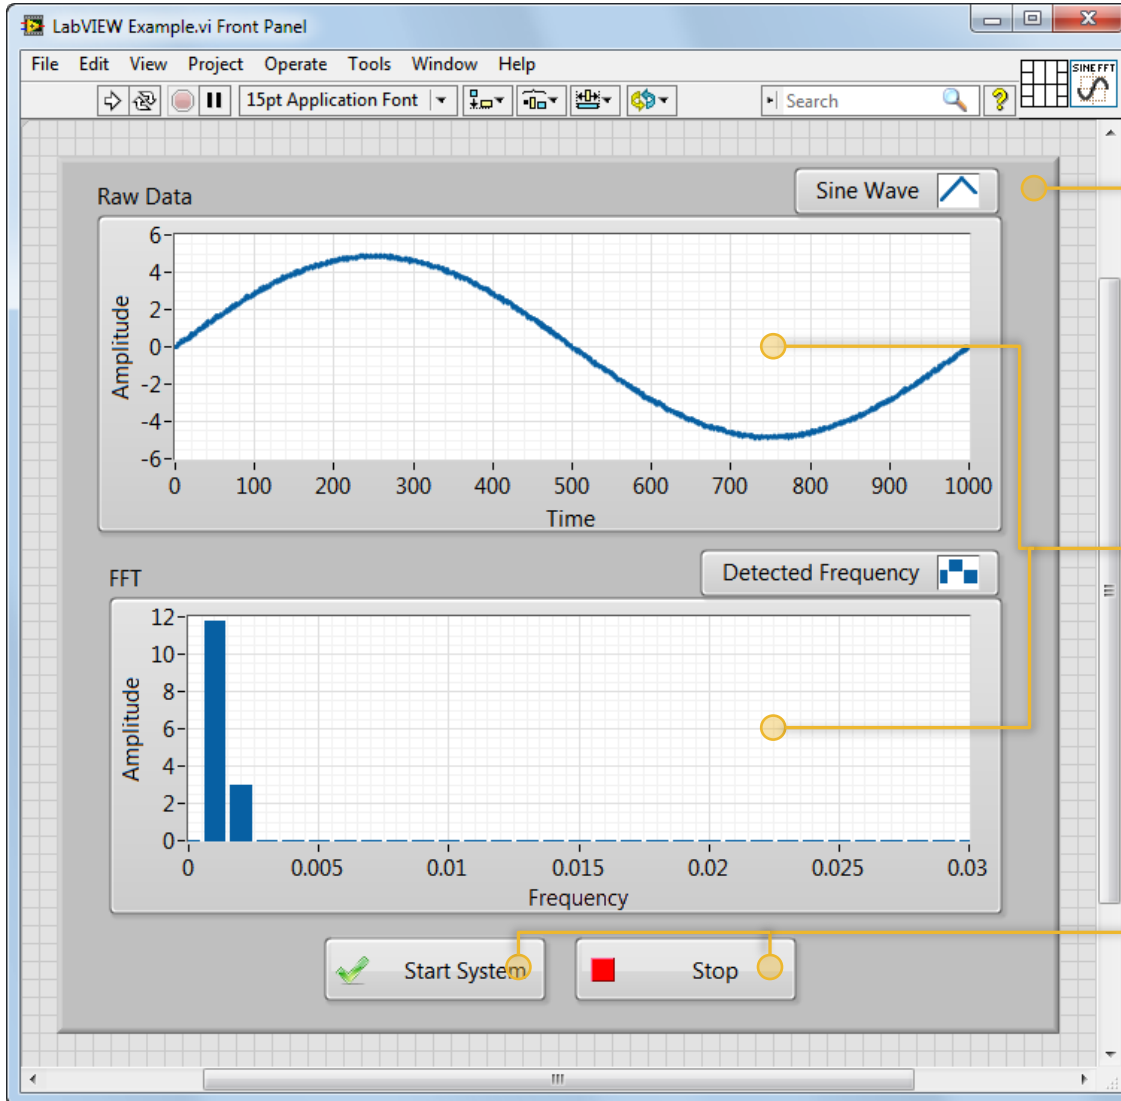 LabVIEW Example.vi Front Panel
File Edit View Project Operate Tools Window Help
15pt Application Font
Search
SINE FFT
Raw Data
Sine Wave
6
4
2
0
-2
-4
-6
Amplitude
0 100 200 300 400 500 600 700 800 900 1000
Time
FFT
Detected Frequency
12
10
8
6
4
2
0
Amplitude
0 0.005 0.01 0.015 0.02 0.025 0.03
Frequency
Start System
Stop